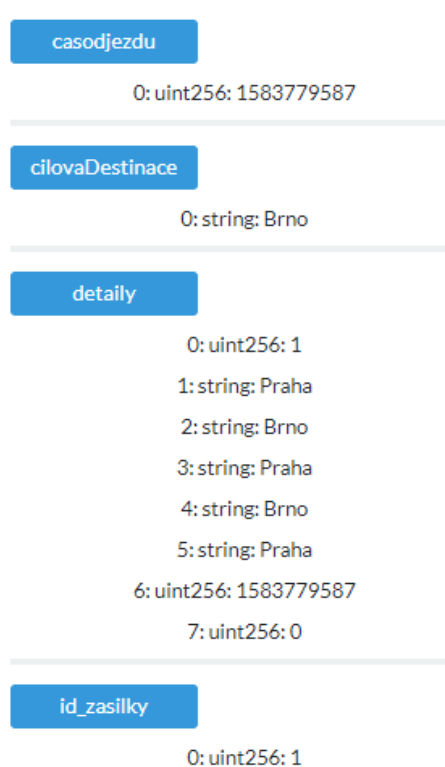 casodjezdu
0: uint256: 1583779587
cilovaDestinace
0: string: Brno
detaily
0: uint256: 1
1: string: Praha
2: string: Brno
3: string: Praha
4: string: Brno
5: string: Praha
6: uint256: 1583779587
7: uint256: 0
id_zasilky
0: uint256: 1